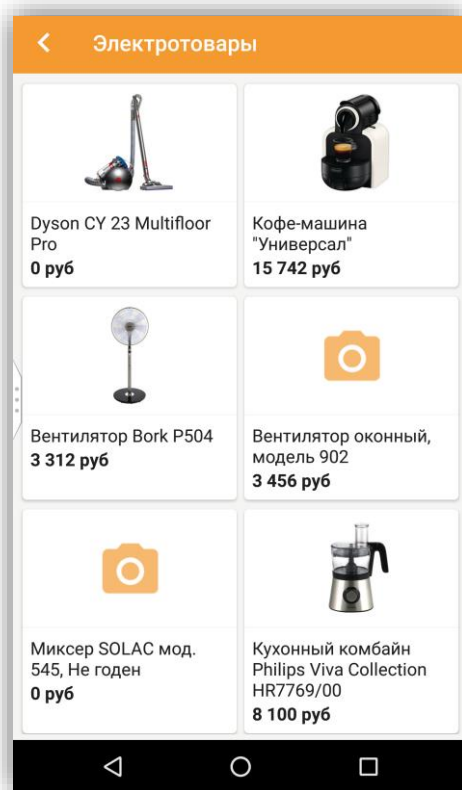 Электротовары
Dyson CY 23 Multifloor
Pro
0 руб
Кофе-машина
"Универсал"
15 742 руб
Вентилятор Bork P504
3 312 руб
Вентилятор оконный,
модель 902
3 456 руб
Миксер SOLAC мод.
545, Не годен
0 руб
Кухонный комбайн
Philips Viva Collection
HR7769/00
8 100 руб